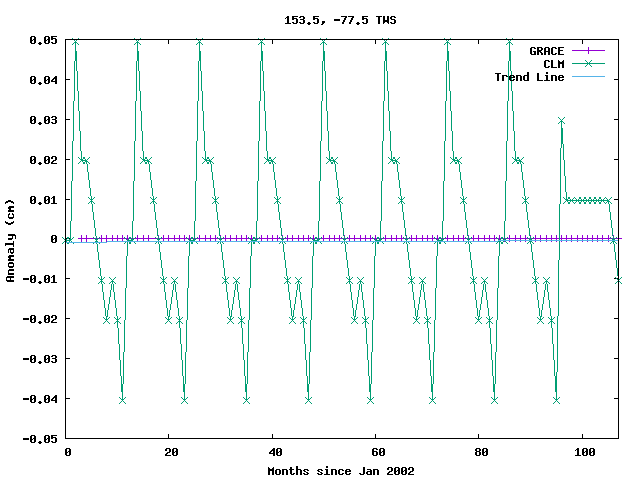 153.5, -77.5 TWS
GRACE
CLM
Trend Line
0.05
0.04
0.03
0.02
0.01
0
-0.01
-0.02
-0.03
-0.04
-0.05
Anomaly (cm)
0 20 40 60 80 100
Months since Jan 2002